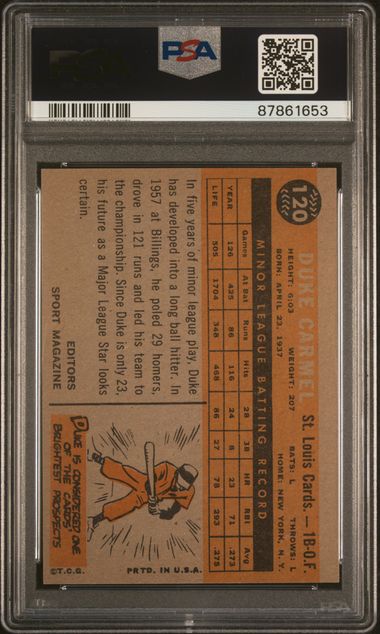 PSA
87861653
120
DUKE CARMEL St. Louis Cards.—1B-O.F.
HEIGHT: 6:03 WEIGHT: 207 BATS: L THROWS: L
BORN: APRIL 23, 1937 HOME: NEW YORK, N. Y.
MINOR LEAGUE BATTING RECORD
Games At Bat Runs Hits 2B 3B HR RBI Avg
YEAR 126 425 86 116 24 8 23 71 .273
LIFE 505 1704 348 468 86 27 78 293 .275
In five years of minor league play, Duke
has developed into a long ball hitter. In
1957 at Billings, he poled 29 homers,
drove in 121 runs and led his team to
the championship. Since Duke is only 23,
his future as a Major League Star looks
certain.
EDITORS
SPORT MAGAZINE
DUKE IS CONSIDERED ONE
OF THE CARDS'
BRIGHTEST PROSPECTS
©T.C.G. PRTD. IN U.S.A.